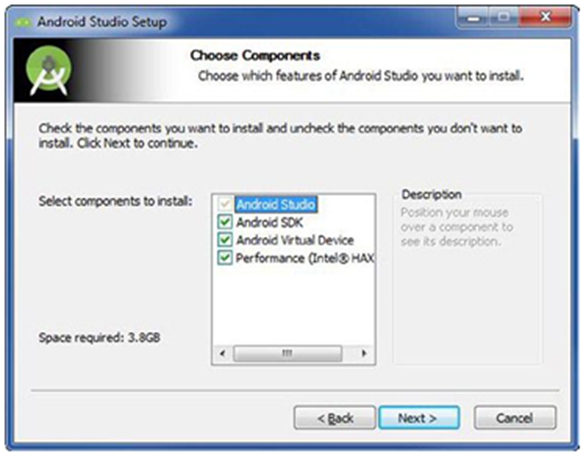 Android Studio Setup
Choose Components
Choose which features of Android Studio you want to install.
Check the components you want to install and uncheck the components you don't want to
install. Click Next to continue.
Select components to install:
Android Studio
Android SDK
Android Virtual Device
Performance (Intel® HAX
Description
Position your mouse
over a component to
see its description.
Space required: 3.8GB
< Back
Next >
Cancel